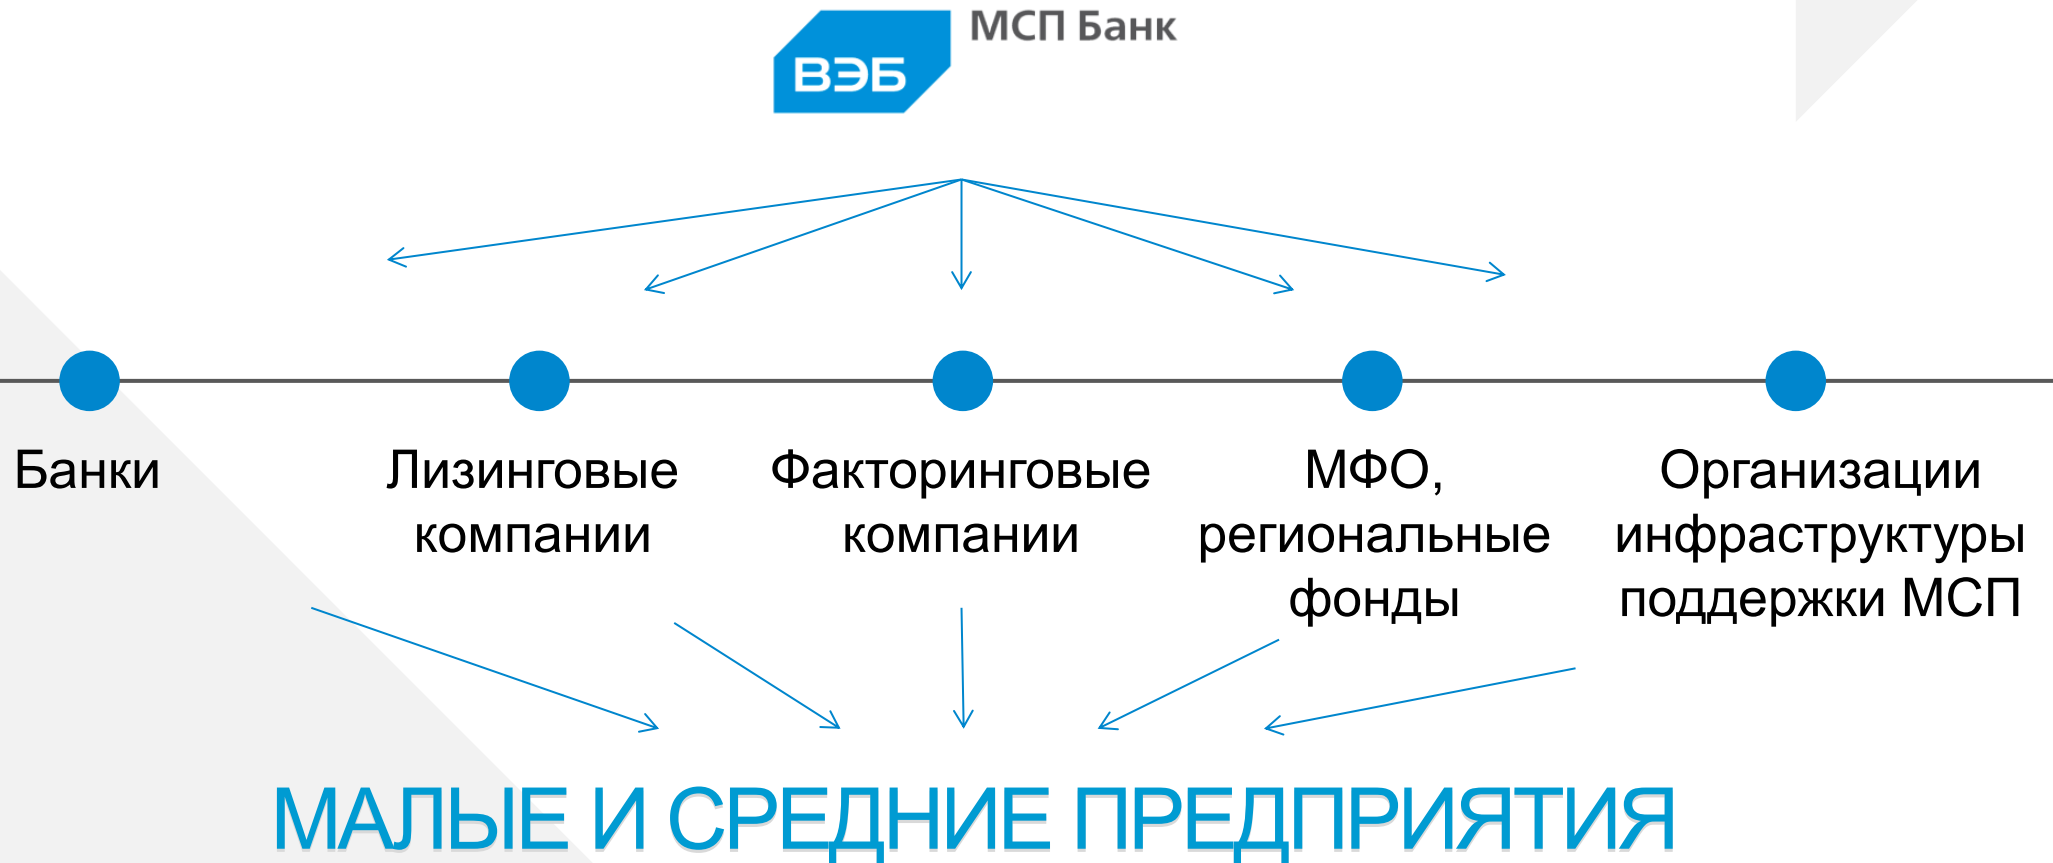 МСП Банк
ВЭБ
Банки
Лизинговые
компании
Факторинговые
компании
МФО,
региональные
фонды
Организации
инфраструктуры
поддержки МСП
МАЛЫЕ И СРЕДНИЕ ПРЕДПРИЯТИЯ